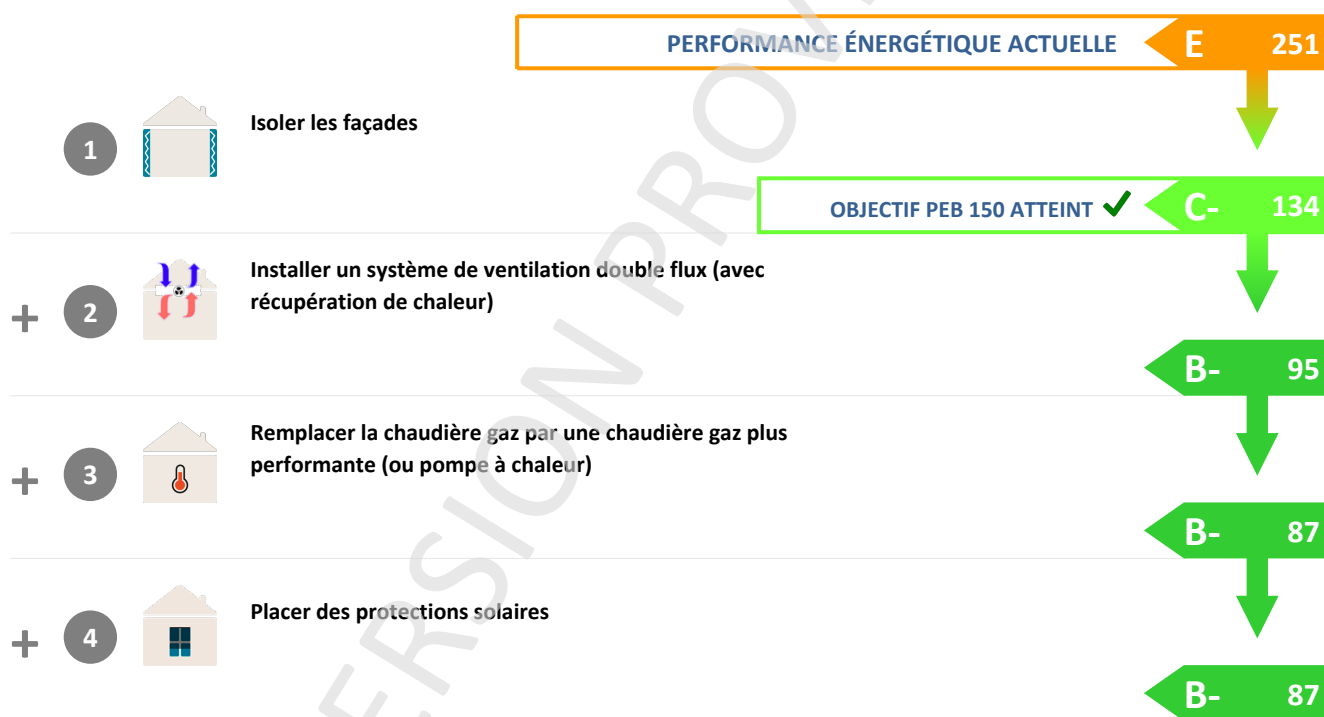 PERFORMANCE ÉNERGÉTIQUE ACTUELLE E 251
1 Isoler les façades
OBJECTIF PEB 150 ATTEINT ✓ C- 134
+ 2 Installer un système de ventilation double flux (avec
récupération de chaleur)
B- 95
+ 3 Remplacer la chaudière gaz par une chaudière gaz plus
performante (ou pompe à chaleur)
B- 87
+ 4 Placer des protections solaires
B- 87
ERSION PRO